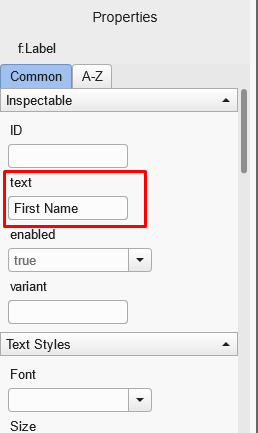 Properties
f:Label
Common A-Z
Inspectable
ID
text
First Name
enabled
true
variant
Text Styles
Font
Size